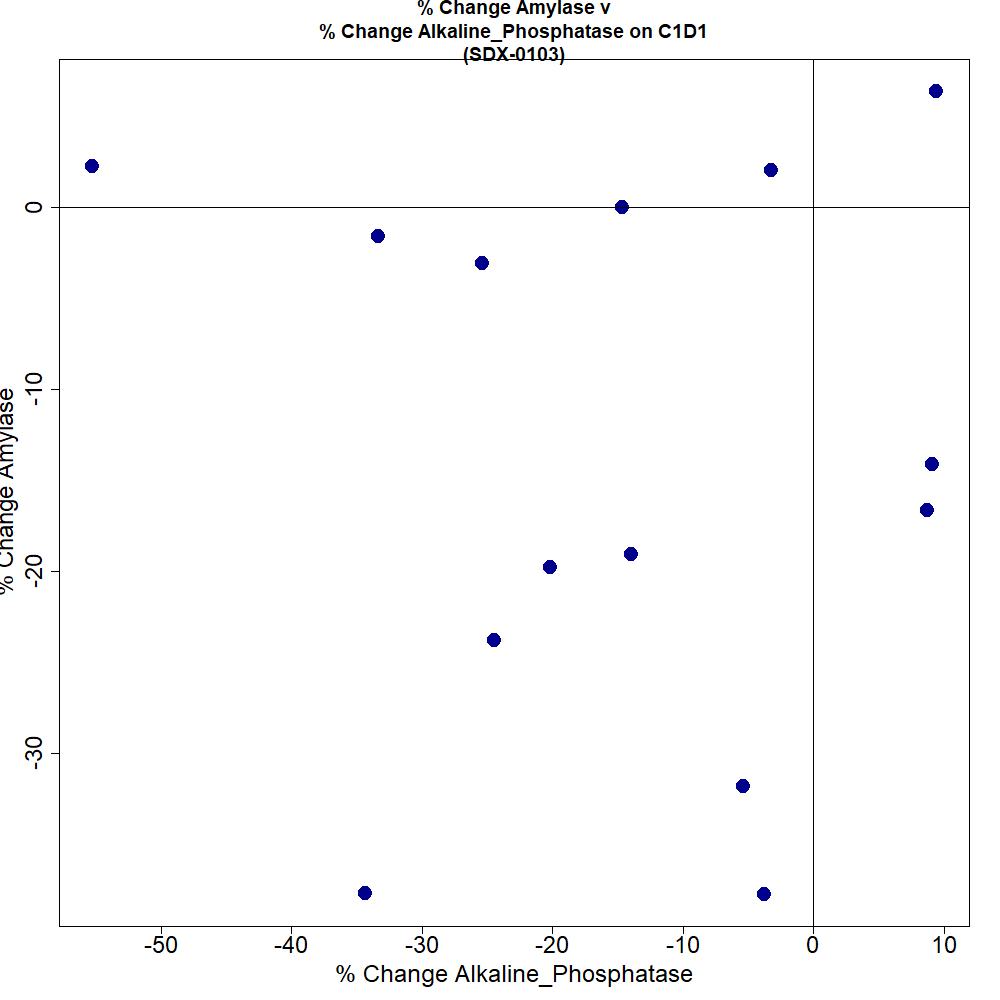 % Change Amylase v
% Change Alkaline_Phosphatase on C1D1
(SDX-0103)
% Change Amylase
0
-10
-20
-30
-50
-40
-30
-20
-10
0
10
% Change Alkaline_Phosphatase